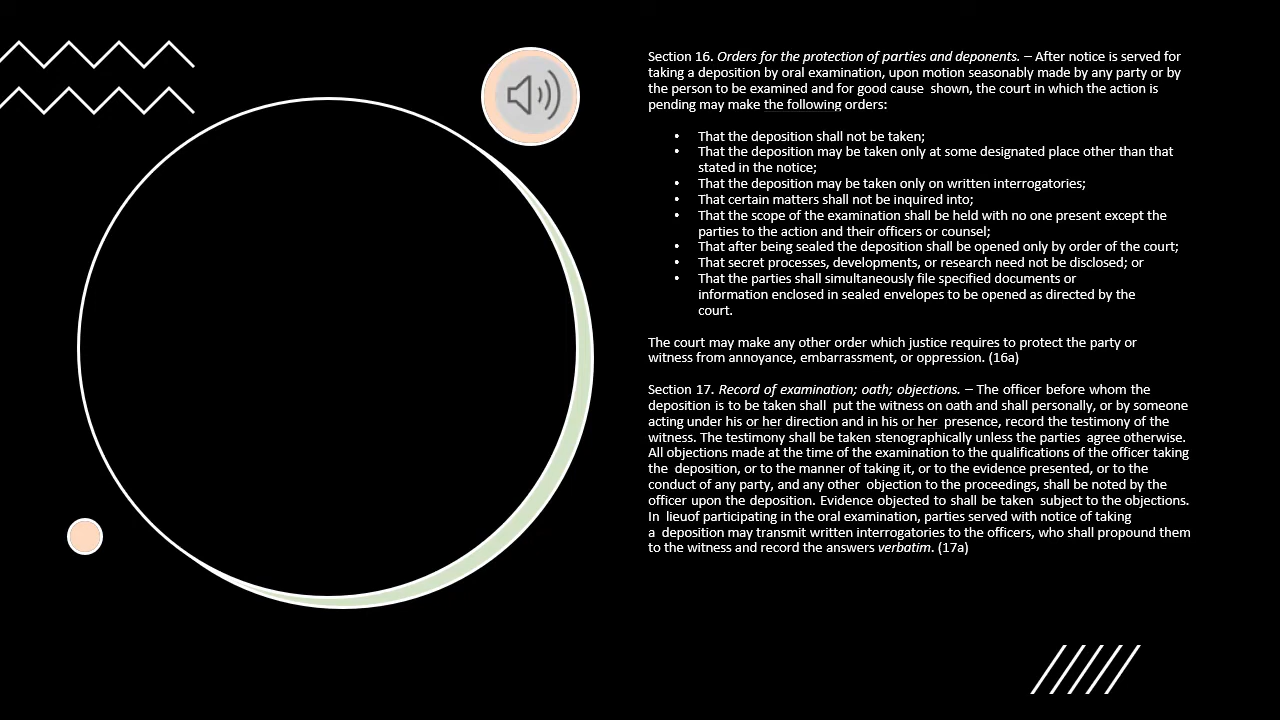 Section 16. Orders for the protection of parties and deponents. – After notice is served for
taking a deposition by oral examination, upon motion seasonably made by any party or by
the person to be examined and for good cause shown, the court in which the action is
pending may make the following orders:
• That the deposition shall not be taken;
• That the deposition may be taken only at some designated place other than that
stated in the notice;
• That the deposition may be taken only on written interrogatories;
• That certain matters shall not be inquired into;
• That the scope of the examination shall be held with no one present except the
parties to the action and their officers or counsel;
• That after being sealed the deposition shall be opened only by order of the court;
• That secret processes, developments, or research need not be disclosed; or
• That the parties shall simultaneously file specified documents or
information enclosed in sealed envelopes to be opened as directed by the
court.
The court may make any other order which justice requires to protect the party or
witness from annoyance, embarrassment, or oppression. (16a)
Section 17. Record of examination; oath; objections. – The officer before whom the
deposition is to be taken shall put the witness on oath and shall personally, or by someone
acting under his or her direction and in his or her presence, record the testimony of the
witness. The testimony shall be taken stenographically unless the parties agree otherwise.
All objections made at the time of the examination to the qualifications of the officer taking
the deposition, or to the manner of taking it, or to the evidence presented, or to the
conduct of any party, and any other objection to the proceedings, shall be noted by the
officer upon the deposition. Evidence objected to shall be taken subject to the objections.
In lieuof participating in the oral examination, parties served with notice of taking
a deposition may transmit written interrogatories to the officers, who shall propound them
to the witness and record the answers verbatim. (17a)